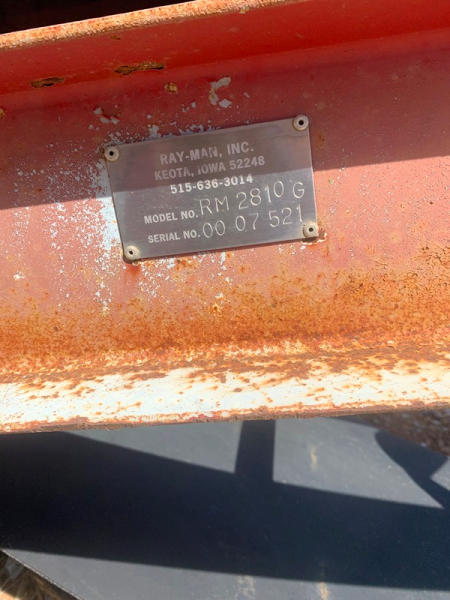 RAY-MAN, INC.
KEOTA, IOWA 52248
515-636-3014
MODEL NO. RM 2810 G
SERIAL NO. 00 07 521